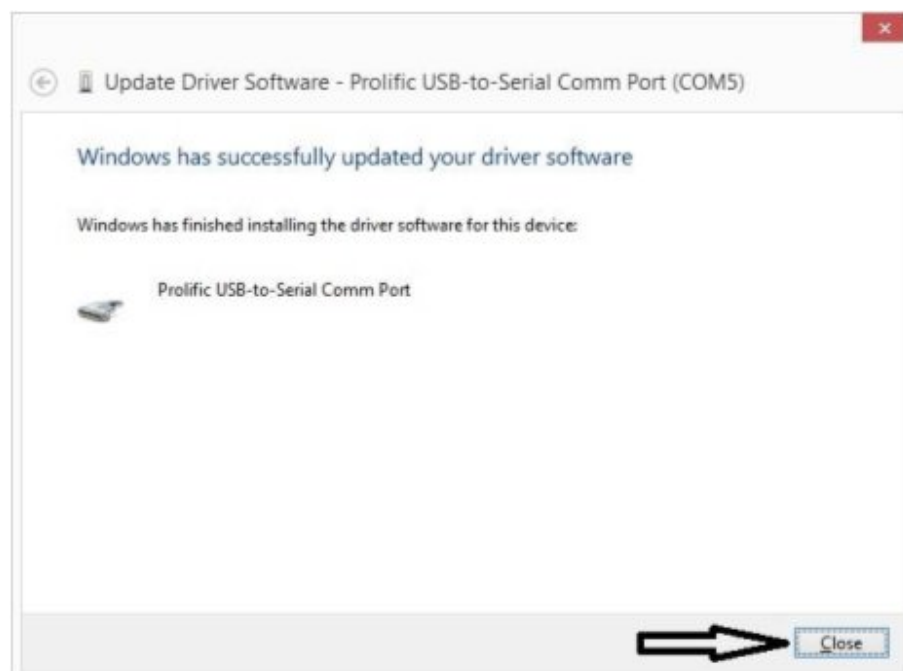 Update Driver Software - Prolific USB-to-Serial Comm Port (COM5)
Windows has successfully updated your driver software
Windows has finished installing the driver software for this device:
Prolific USB-to-Serial Comm Port
Close